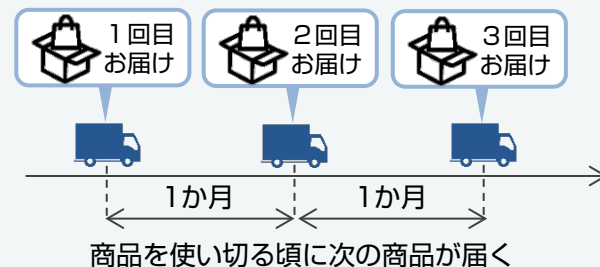 １回目
お届け
２回目
お届け
３回目
お届け
1か月
1か月
商品を使い切る頃に次の商品が届く